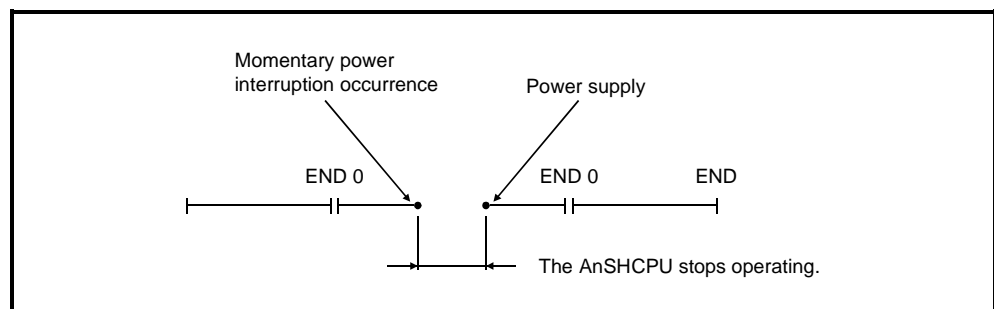 Momentary power
interruption occurrence
Power supply
END 0
END 0
END
The AnSHCPU stops operating.